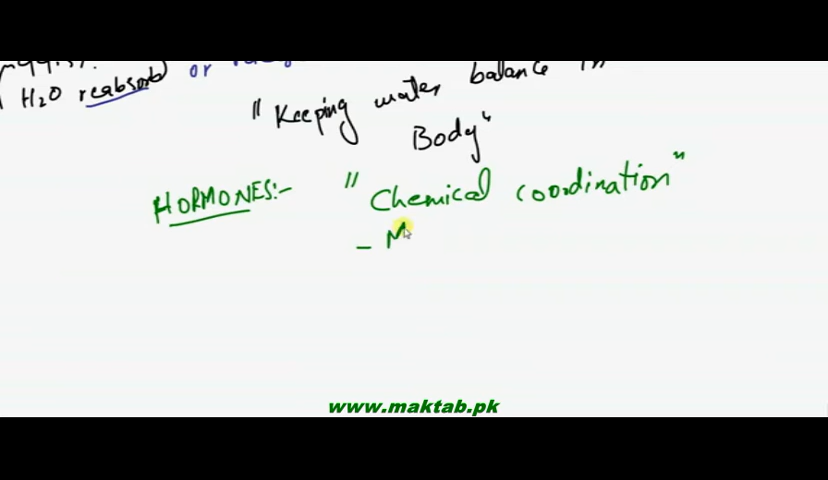 H₂O reabsorb or
"Keeping water balance in
Body"
HORMONES:- "Chemical coordination"
- M
www.maktab.pk